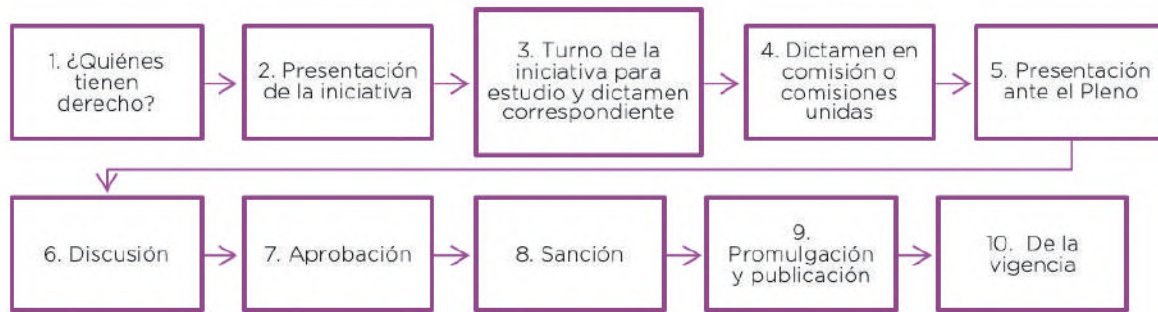 1. ¿Quiénes
tienen
derecho?
2. Presentación
de la iniciativa
3. Turno de la
iniciativa para
estudio y dictamen
correspondiente
4. Dictamen en
comisión o
comisiones
unidas
5. Presentación
ante el Pleno
6. Discusión
7. Aprobación
8. Sanción
9.
Promulgación
y publicación
10. De la
vigencia